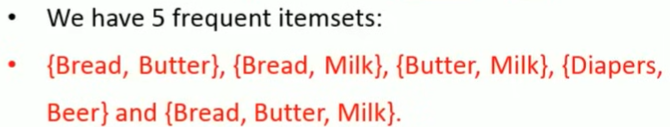 • We have 5 frequent itemsets:
• {Bread, Butter}, {Bread, Milk}, {Butter, Milk}, {Diapers,
Beer} and {Bread, Butter, Milk}.